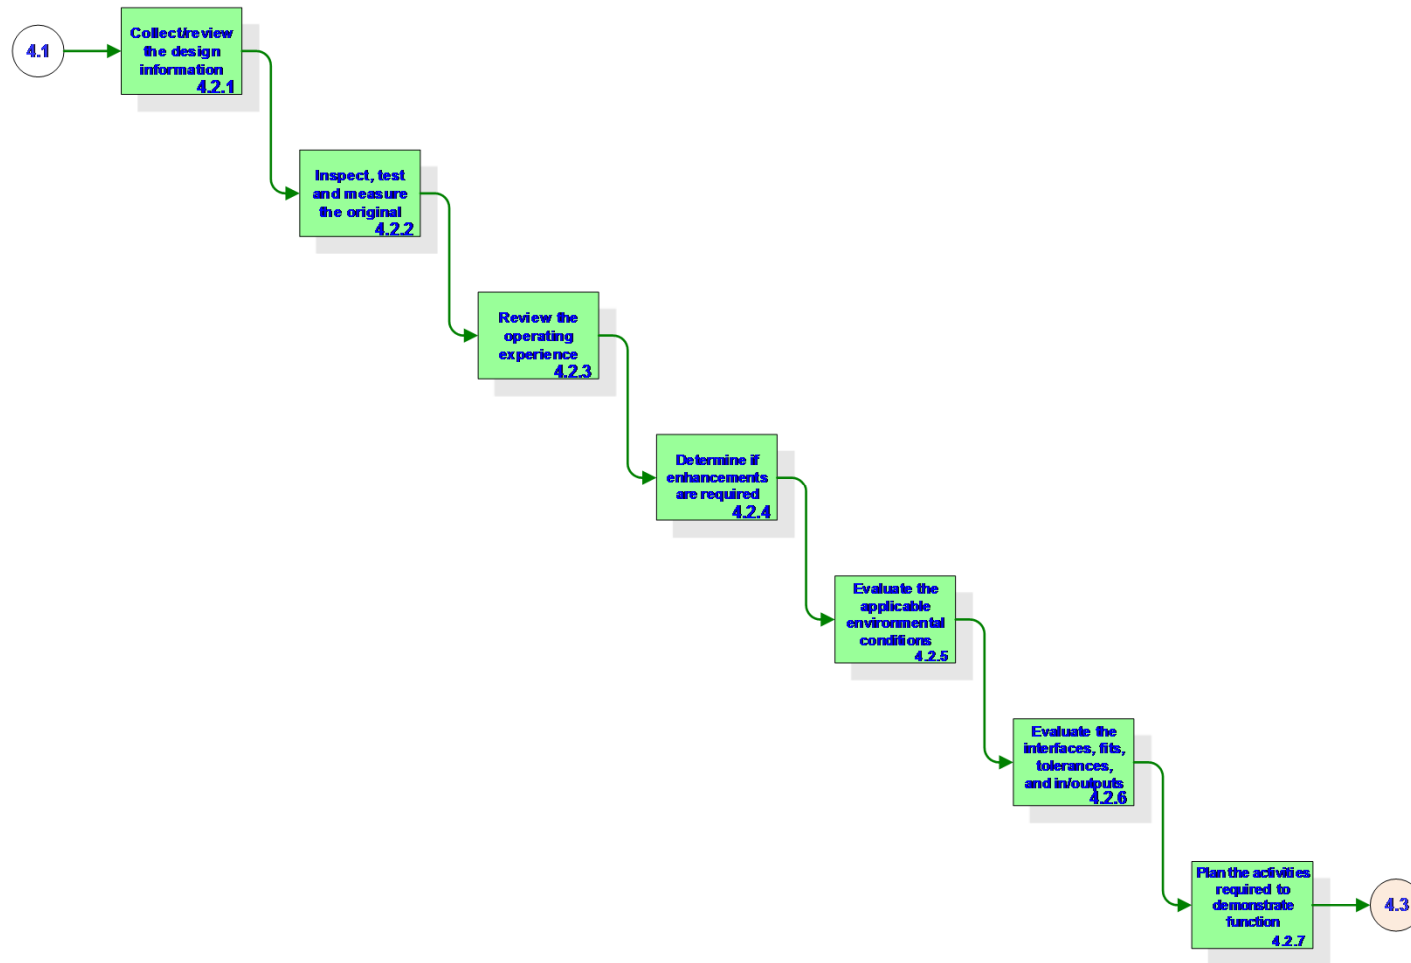 4.1
Collect/review
the design
information
4.2.1
Inspect, test
and measure
the original
4.2.2
Review the
operating
experience
4.2.3
Determine if
enhancements
are required
4.2.4
Evaluate the
applicable
environmental
conditions
4.2.5
Evaluate the
interfaces, fits,
tolerances,
and in/outputs
4.2.6
Plan the activities
required to
demonstrate
function
4.2.7
4.3